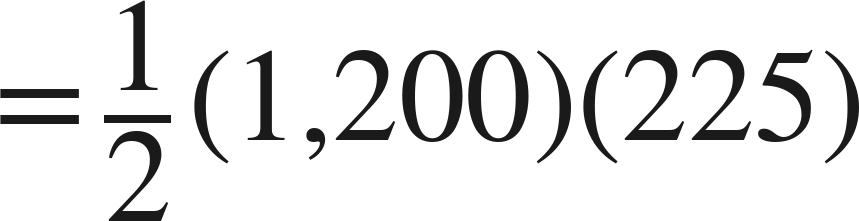 = 1/2 (1,200)(225)